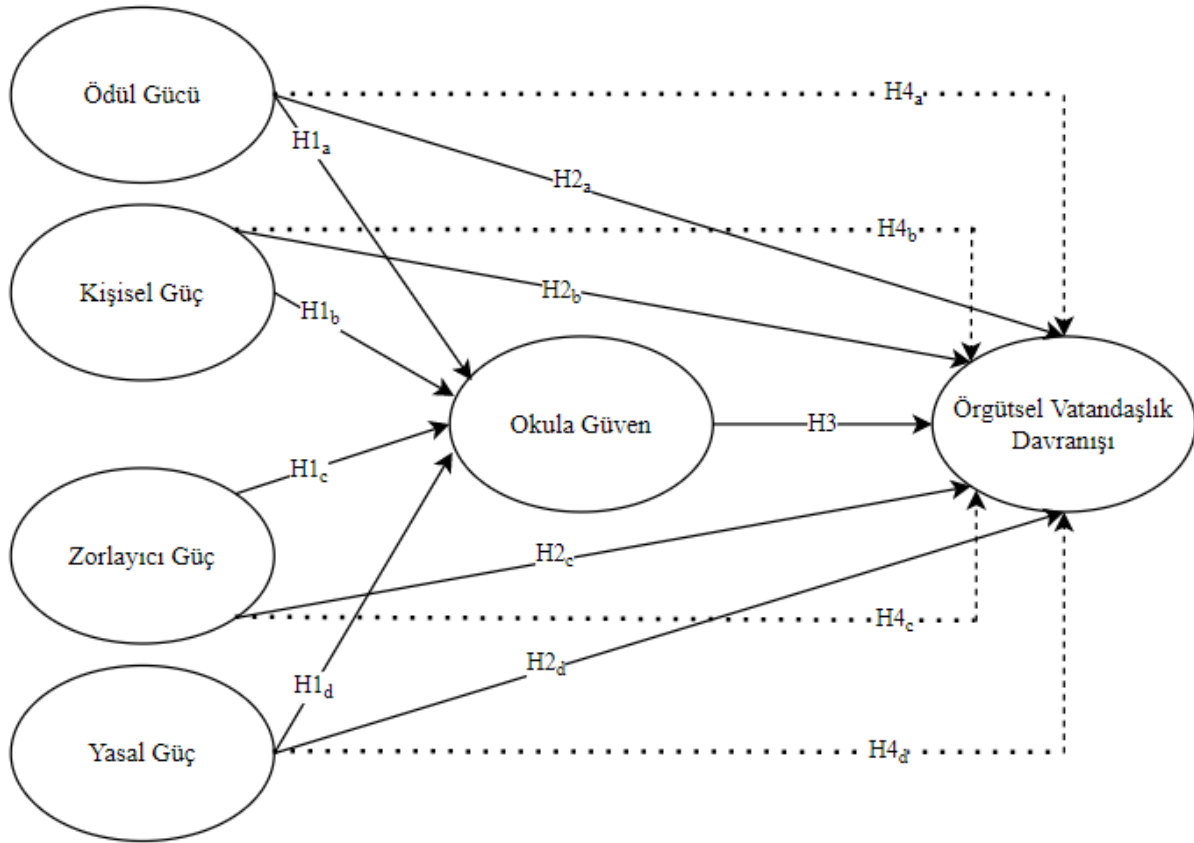 Ödül Gücü
H4a
H1a
H2a
Kişisel Güç
H4b
H2b
H1b
Okula Güven
H3
Örgütsel Vatandaşlık
Davranışı
H1c
Zorlayıcı Güç
H2c
H4c
H2d
H1d
Yasal Güç
H4d